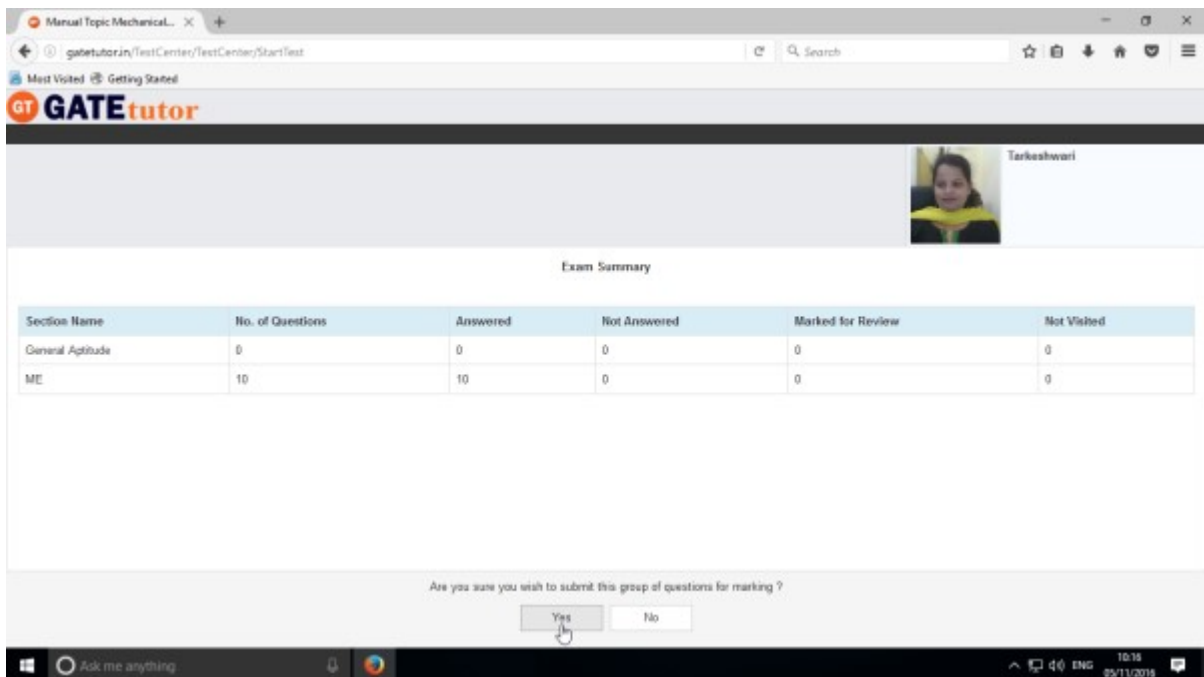 Manual Topic Mechanical...
gatetutor.in/TestCenter/TestCenter/StartTest
Search
Most Visited Getting Started
GT GATEtutor
Tarkeshwari
Exam Summary
Section Name No. of Questions Answered Not Answered Marked for Review Not Visited
General Aptitude 0 0 0 0 0
ME 10 10 0 0 0
Are you sure you wish to submit this group of questions for marking ?
Yes No
Ask me anything ENG 10:16
05/11/2016